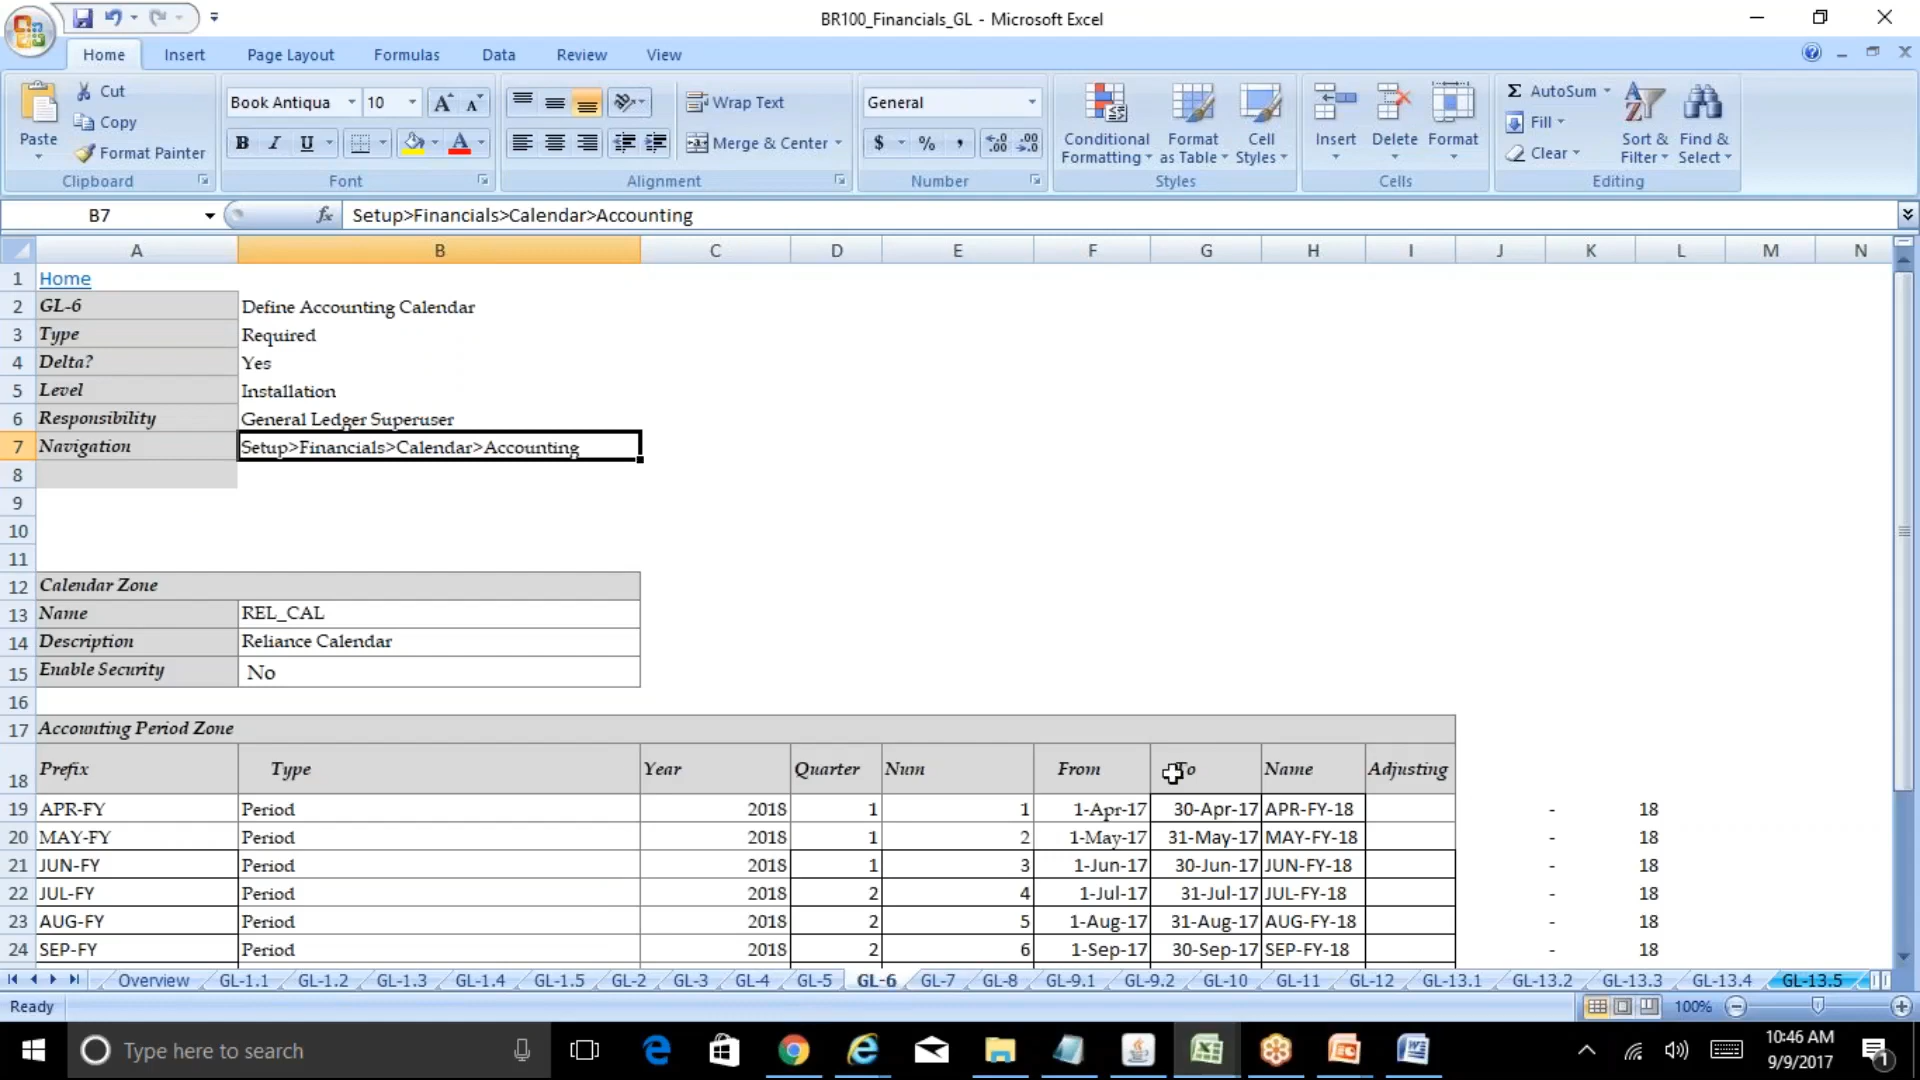 BR100_Financials_GL - Microsoft Excel
Home Insert Page Layout Formulas Data Review View
Paste Cut Copy Format Painter Clipboard
Book Antiqua 10 B I U A Font
Wrap Text Merge & Center Alignment
General $ % , Number
Conditional Formatting Format as Table Cell Styles Styles
Insert Delete Format Cells
Σ AutoSum Fill Clear Sort & Filter Find & Select Editing
B7 fx Setup>Financials>Calendar>Accounting
A B C D E F G H I J K L M N
1 Home
2 GL-6 Define Accounting Calendar
3 Type Required
4 Delta? Yes
5 Level Installation
6 Responsibility General Ledger Superuser
7 Navigation Setup>Financials>Calendar>Accounting
8
9
10
11
12 Calendar Zone
13 Name REL_CAL
14 Description Reliance Calendar
15 Enable Security No
16
17 Accounting Period Zone
18 Prefix Type Year Quarter Num From To Name Adjusting
19 APR-FY Period 2018 1 1 1-Apr-17 30-Apr-17 APR-FY-18 - 18
20 MAY-FY Period 2018 1 2 1-May-17 31-May-17 MAY-FY-18 - 18
21 JUN-FY Period 2018 1 3 1-Jun-17 30-Jun-17 JUN-FY-18 - 18
22 JUL-FY Period 2018 2 4 1-Jul-17 31-Jul-17 JUL-FY-18 - 18
23 AUG-FY Period 2018 2 5 1-Aug-17 31-Aug-17 AUG-FY-18 - 18
24 SEP-FY Period 2018 2 6 1-Sep-17 30-Sep-17 SEP-FY-18 - 18
Overview GL-1.1 GL-1.2 GL-1.3 GL-1.4 GL-1.5 GL-2 GL-3 GL-4 GL-5 GL-6 GL-7 GL-8 GL-9.1 GL-9.2 GL-10 GL-11 GL-12 GL-13.1 GL-13.2 GL-13.3 GL-13.4 GL-13.5
Ready 100%
Type here to search
10:46 AM
9/9/2017
1